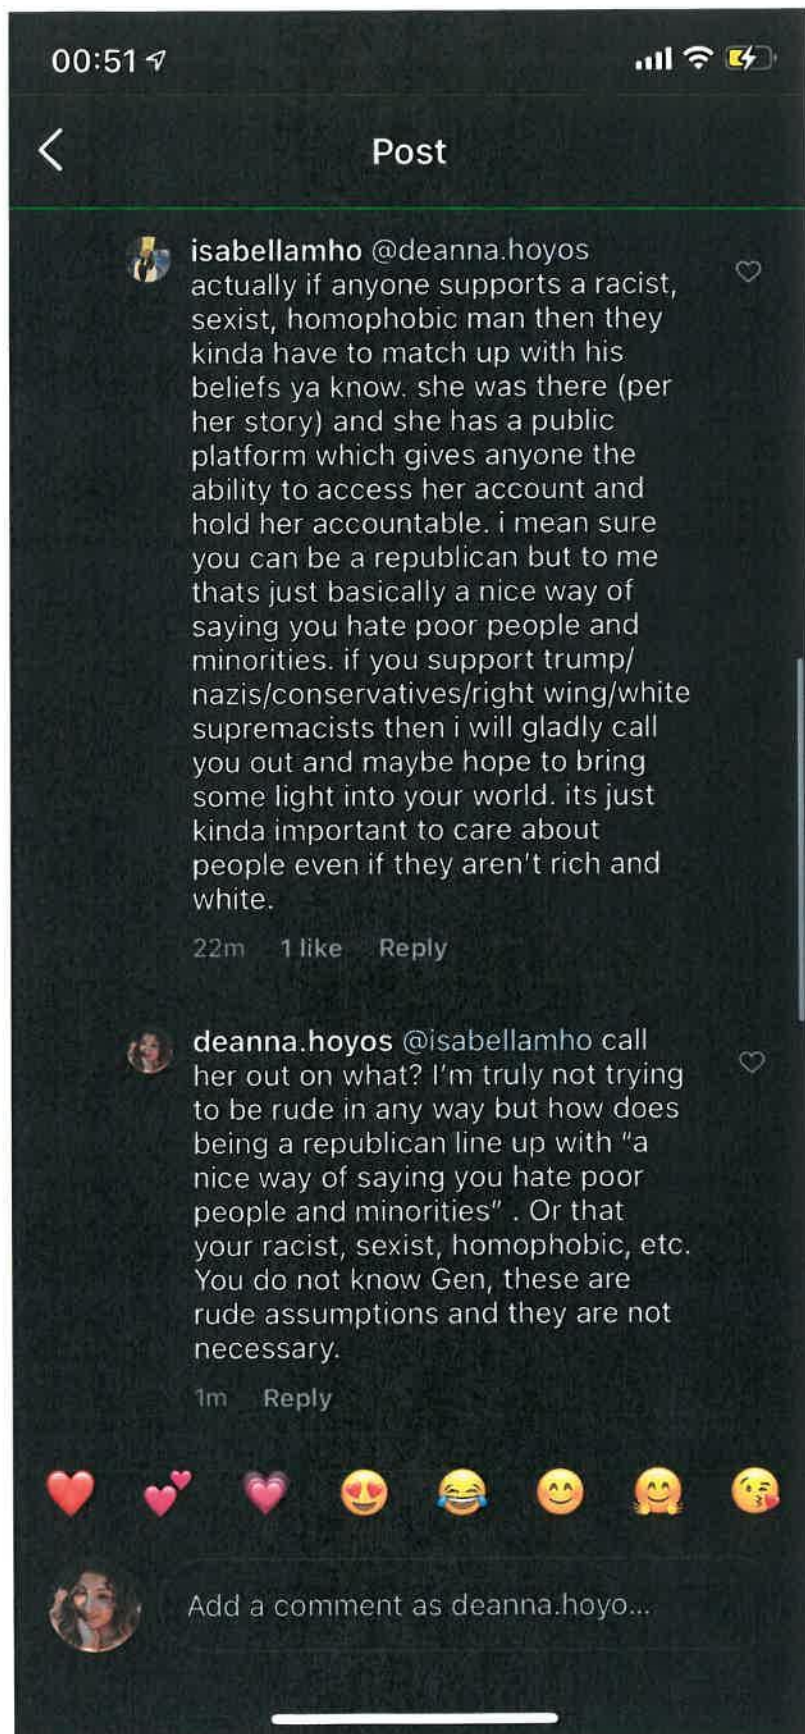 00:51
Post
isabellamho @deanna.hoyos
actually if anyone supports a racist,
sexist, homophobic man then they
kinda have to match up with his
beliefs ya know. she was there (per
her story) and she has a public
platform which gives anyone the
ability to access her account and
hold her accountable. i mean sure
you can be a republican but to me
thats just basically a nice way of
saying you hate poor people and
minorities. if you support trump/
nazis/conservatives/right wing/white
supremacists then i will gladly call
you out and maybe hope to bring
some light into your world. its just
kinda important to care about
people even if they aren't rich and
white.
22m 1 like Reply
deanna.hoyos @isabellamho call
her out on what? I'm truly not trying
to be rude in any way but how does
being a republican line up with “a
nice way of saying you hate poor
people and minorities” . Or that
your racist, sexist, homophobic, etc.
You do not know Gen, these are
rude assumptions and they are not
necessary.
1m Reply
Add a comment as deanna.hoyo...